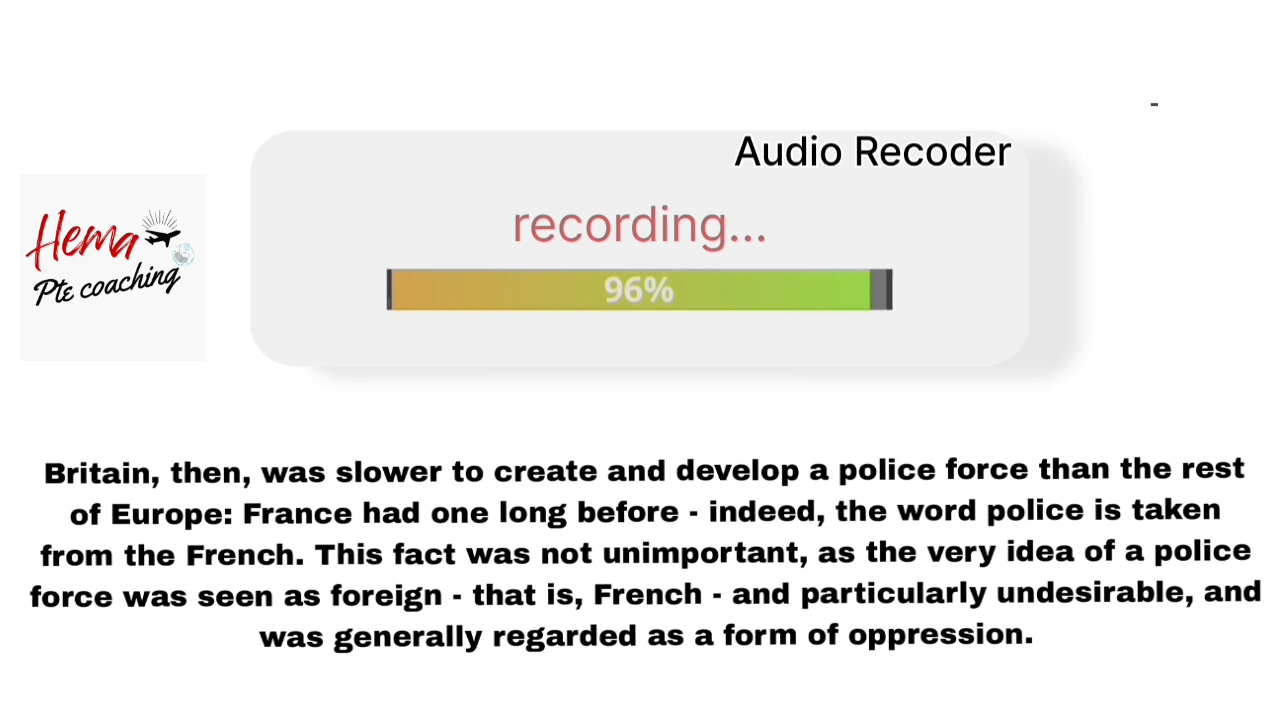 Audio Recoder
recording...
96%
Hema
Pte coaching
Britain, then, was slower to create and develop a police force than the rest
of Europe: France had one long before - indeed, the word police is taken
from the French. This fact was not unimportant, as the very idea of a police
force was seen as foreign - that is, French - and particularly undesirable, and
was generally regarded as a form of oppression.